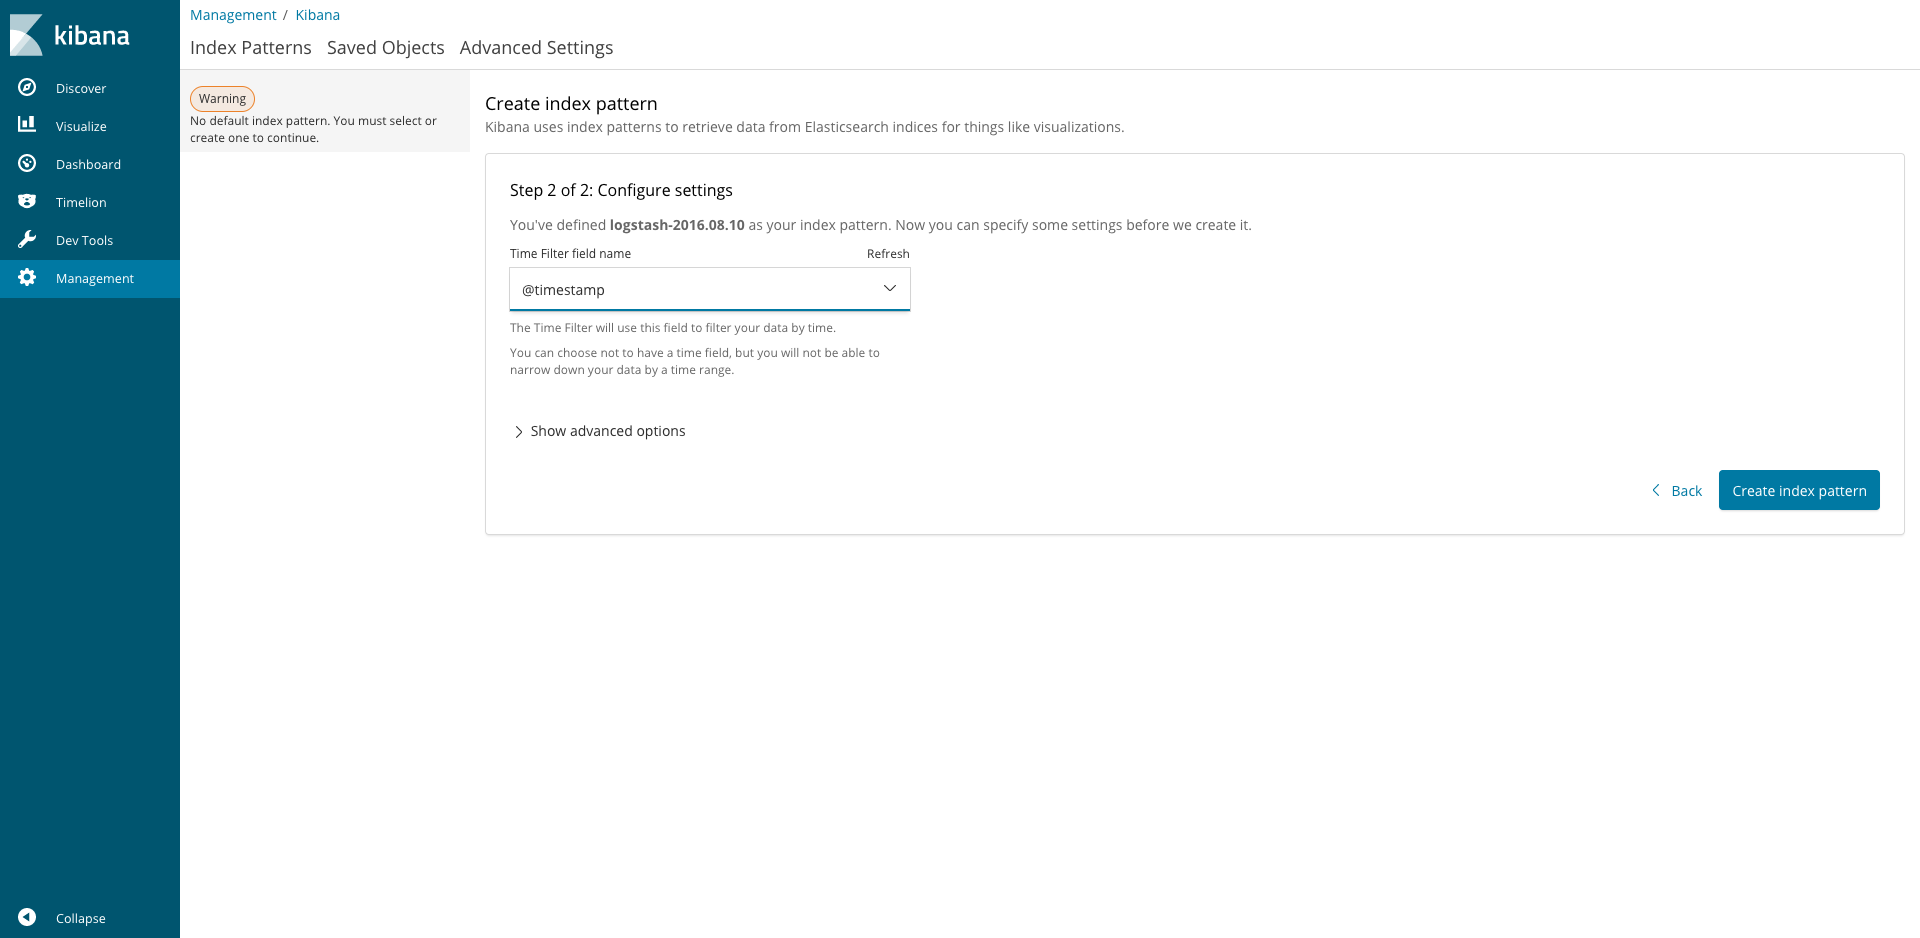 kibana
Discover
Visualize
Dashboard
Timelion
Dev Tools
Management
Collapse
Management / Kibana
Index Patterns Saved Objects Advanced Settings
Warning
No default index pattern. You must select or
create one to continue.
Create index pattern
Kibana uses index patterns to retrieve data from Elasticsearch indices for things like visualizations.
Step 2 of 2: Configure settings
You've defined logstash-2016.08.10 as your index pattern. Now you can specify some settings before we create it.
Time Filter field name Refresh
@timestamp
The Time Filter will use this field to filter your data by time.
You can choose not to have a time field, but you will not be able to
narrow down your data by a time range.
Show advanced options
Back Create index pattern